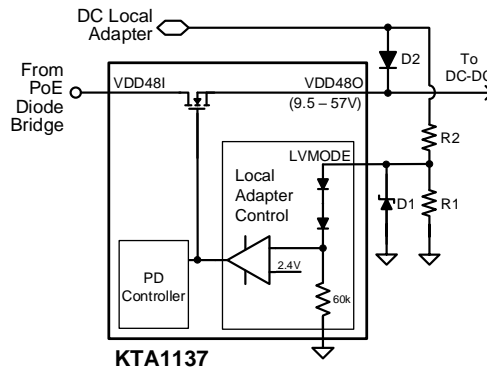 DC Local
Adapter
D2
To
DC-DC
From
PoE
Diode
Bridge
VDD48I
VDD48O
(9.5 – 57V)
R2
LVMODE
Local
Adapter
Control
D1
R1
2.4V
PD
Controller
60k
KTA1137